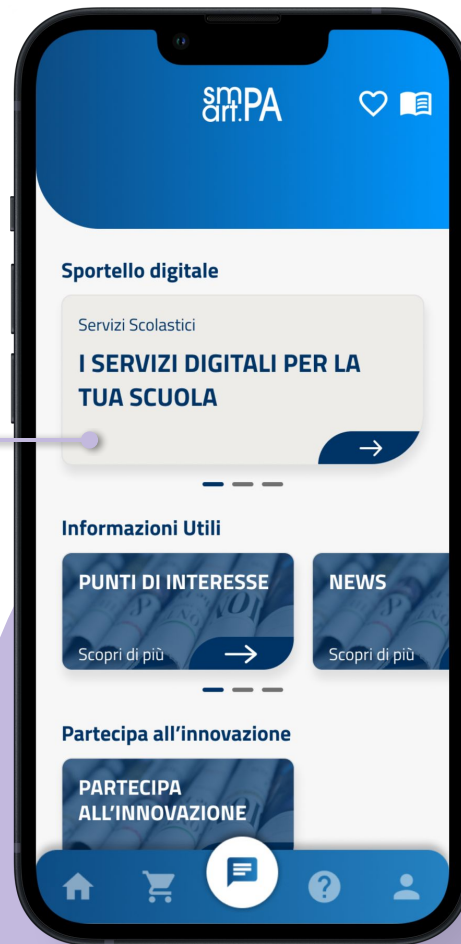 smart.PA
Sportello digitale
Servizi Scolastici
I SERVIZI DIGITALI PER LA
TUA SCUOLA
Informazioni Utili
PUNTI DI INTERESSE
Scopri di più
NEWS
Scopri di più
Partecipa all'innovazione
PARTECIPA
ALL'INNOVAZIONE